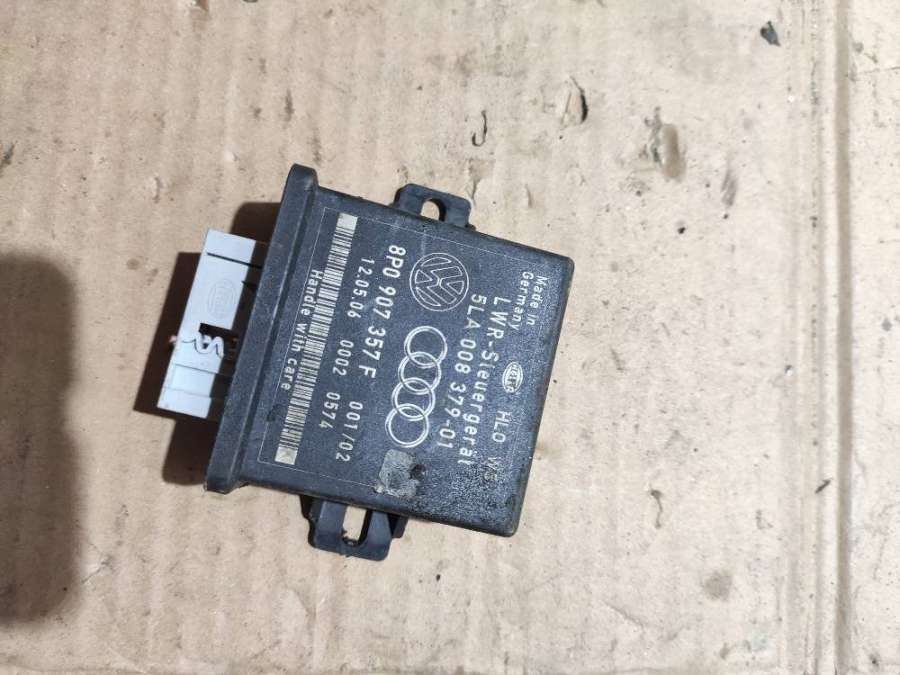 Made in
Germany
HELLA
HLO
LWR-Steuergerät
5LA 008 379-01
8P0 907 357 F 001/02
12.05.06 0002 0574
Handle with care